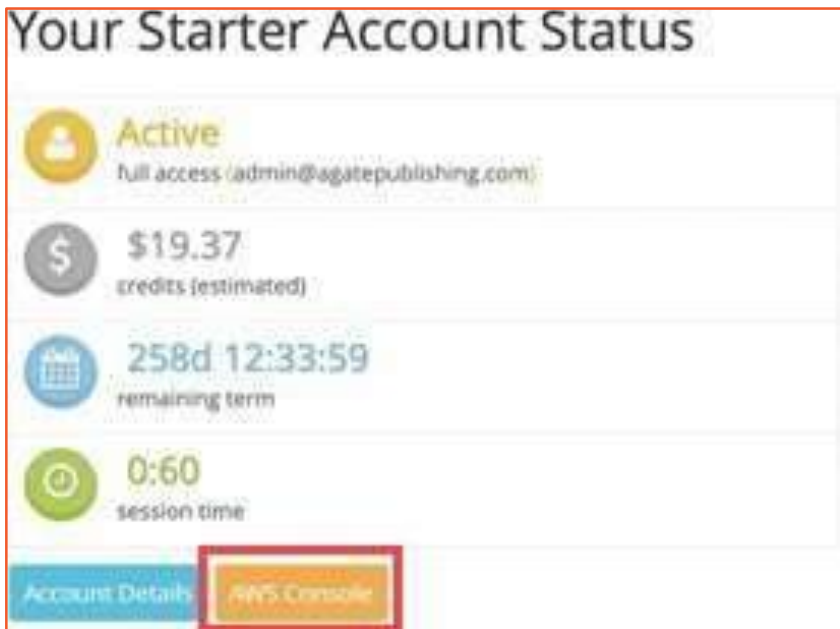 Your Starter Account Status
Active
full access (admin@agatepublishing.com)
$
$19.37
credits (estimated)
258d 12:33:59
remaining term
0:60
session time
Account Details
AWS Console